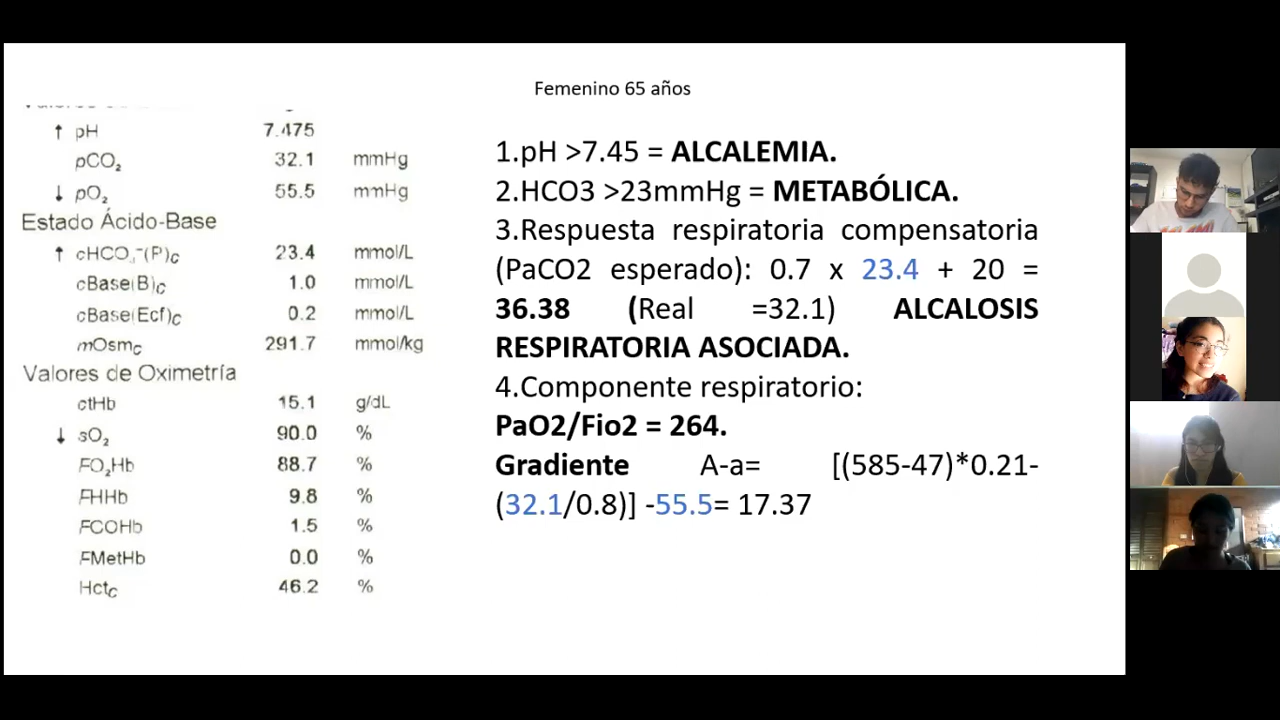 Femenino 65 años
↑ pH 7.475
pCO₂ 32.1 mmHg
↓ pO₂ 55.5 mmHg
Estado Ácido-Base
↑ cHCO₃⁻(P)c 23.4 mmol/L
cBase(B)c 1.0 mmol/L
cBase(Ecf)c 0.2 mmol/L
mOsmc 291.7 mmol/kg
Valores de Oximetría
ctHb 15.1 g/dL
↓ sO₂ 90.0 %
FO₂Hb 88.7 %
FHHb 9.8 %
FCOHb 1.5 %
FMetHb 0.0 %
Hctc 46.2 %
1.pH >7.45 = ALCALEMIA.
2.HCO3 >23mmHg = METABÓLICA.
3.Respuesta respiratoria compensatoria
(PaCO2 esperado): 0.7 x 23.4 + 20 =
36.38 (Real =32.1) ALCALOSIS
RESPIRATORIA ASOCIADA.
4.Componente respiratorio:
PaO2/Fio2 = 264.
Gradiente A-a= [(585-47)*0.21-
(32.1/0.8)] -55.5= 17.37